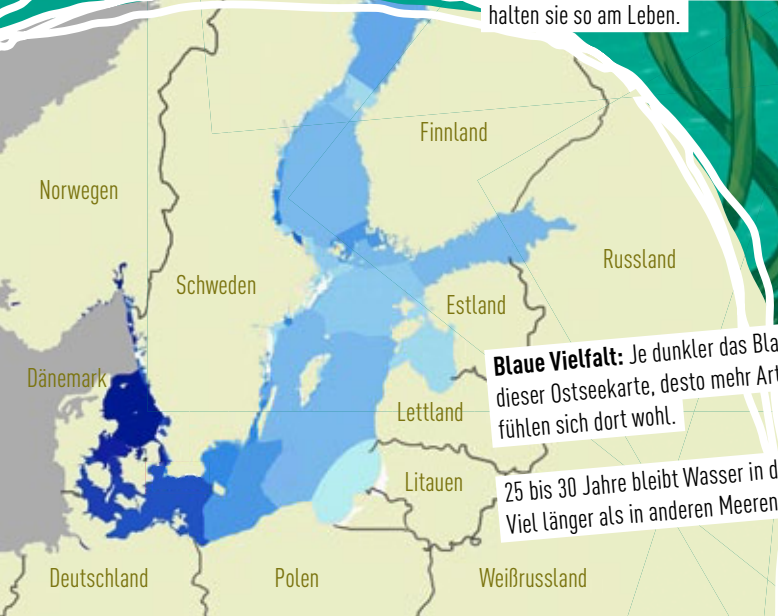 halten sie so am Leben.
Finnland
Norwegen
Russland
Schweden
Estland
Blaue Vielfalt: Je dunkler das Bla
dieser Ostseekarte, desto mehr Art
fühlen sich dort wohl.
Dänemark
Lettland
Litauen
25 bis 30 Jahre bleibt Wasser in d
Viel länger als in anderen Meeren
Deutschland
Polen
Weißrussland